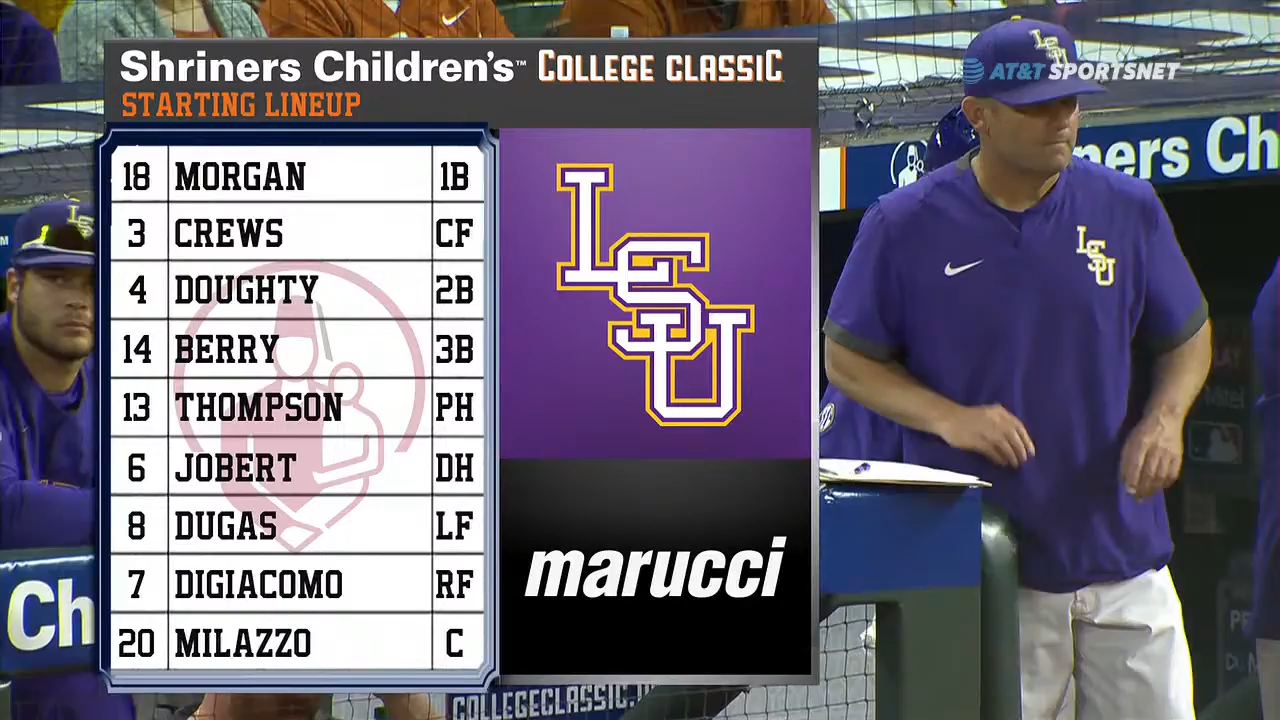 Shriners Children's™ COLLEGE CLASSIC
STARTING LINEUP
18 MORGAN 1B
3 CREWS CF
4 DOUGHTY 2B
14 BERRY 3B
13 THOMPSON PH
6 JOBERT DH
8 DUGAS LF
7 DIGIACOMO RF
20 MILAZZO C
LSU
marucci
AT&T SPORTSNET
LSU
LSU
LSU
ners Ch
Ch
COLLEGECLASSIC.